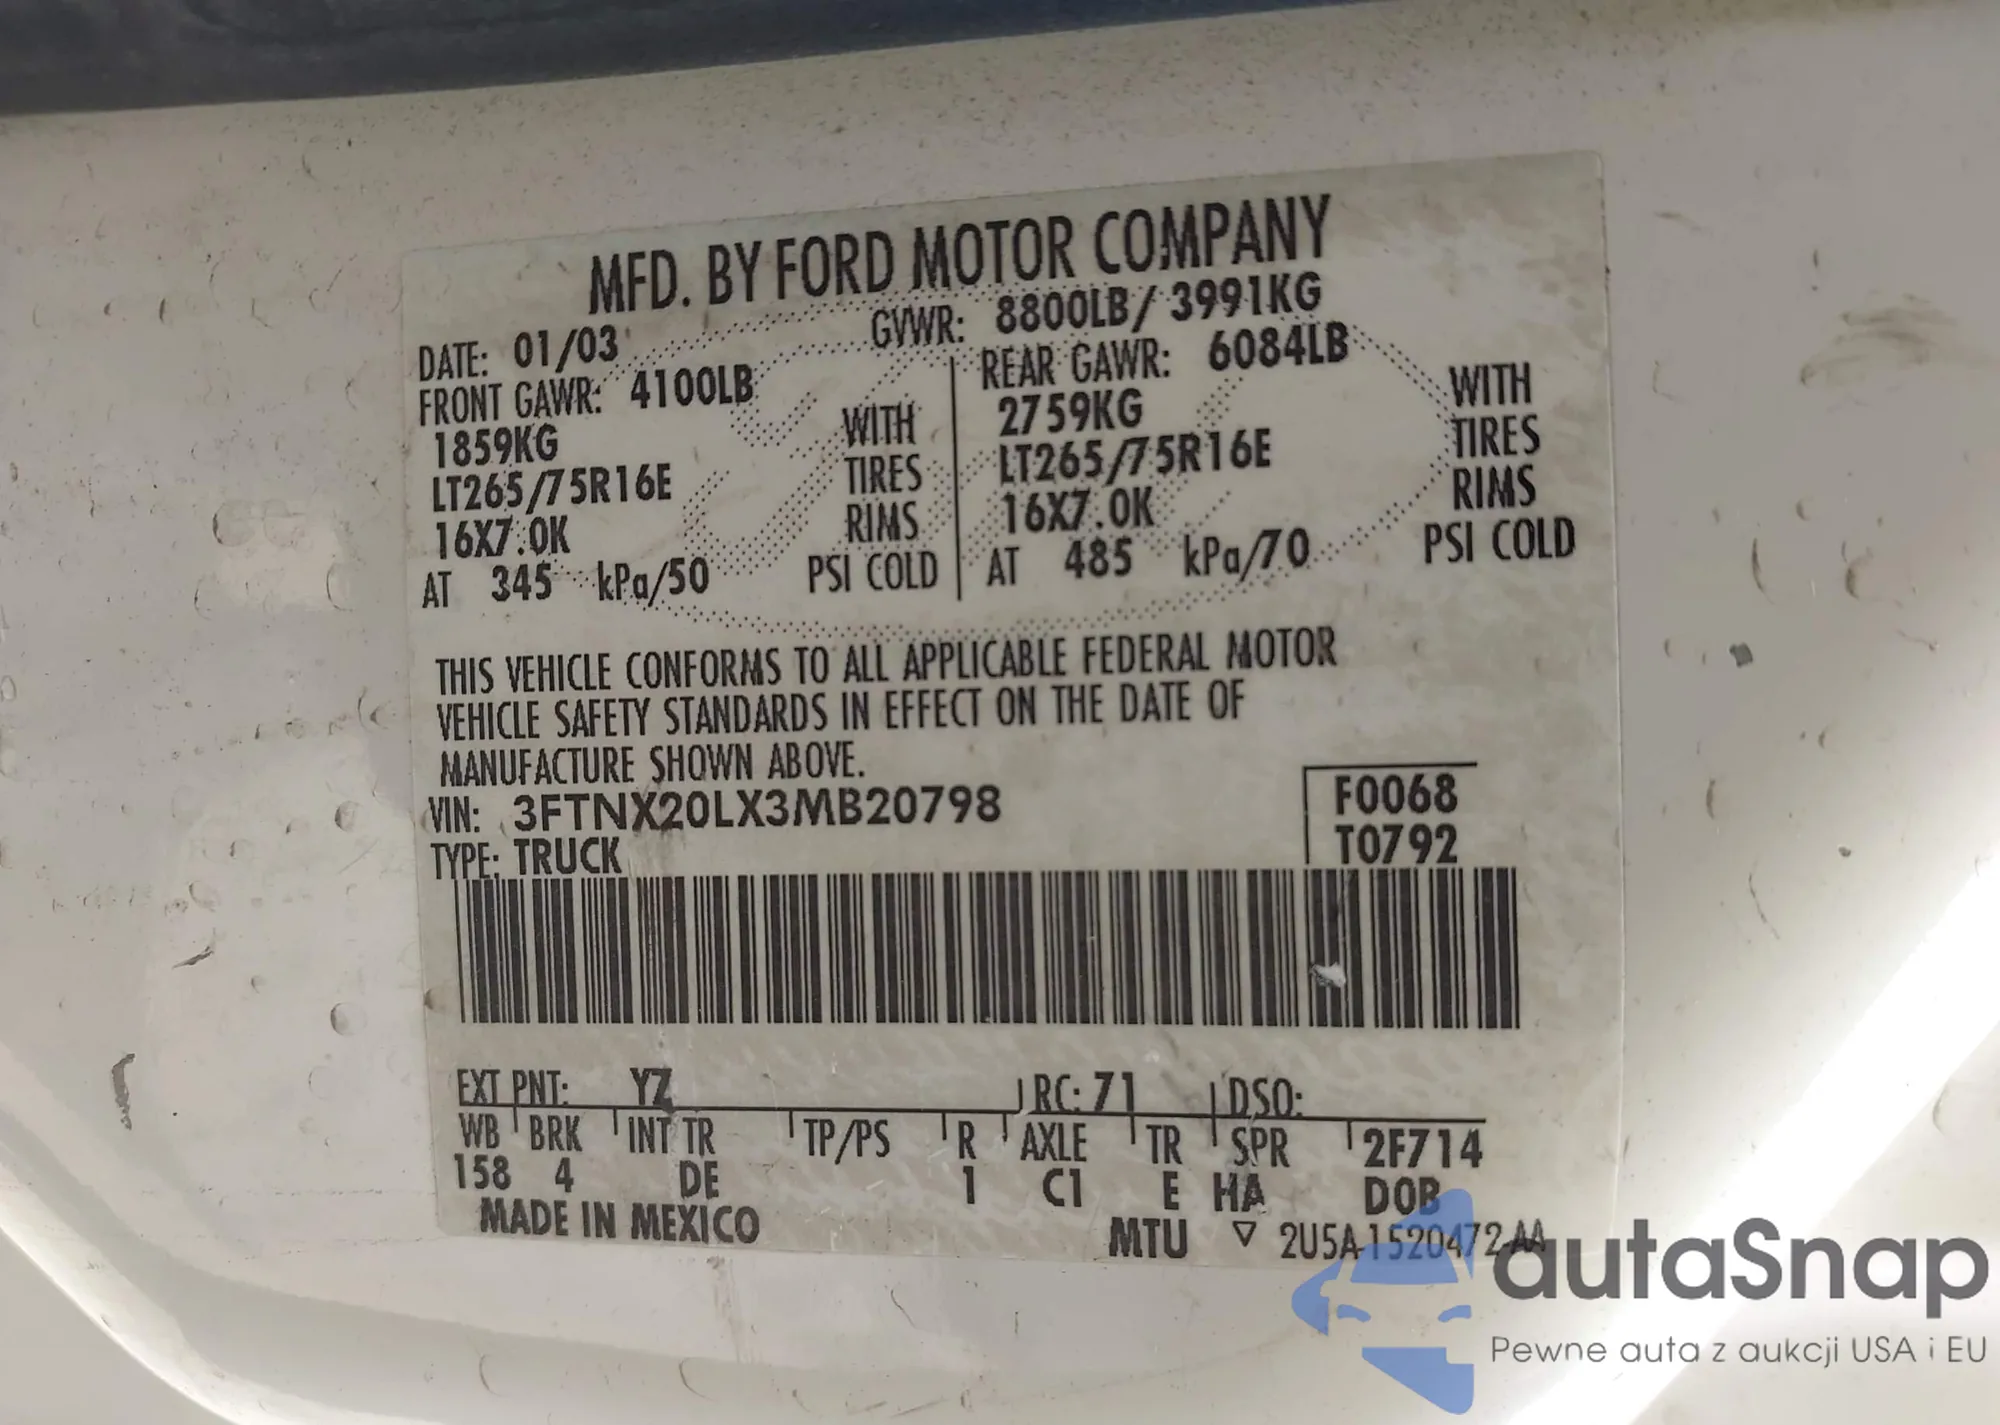 MFD. BY FORD MOTOR COMPANY
DATE: 01/03 GVWR: 8800LB/ 3991KG
FRONT GAWR: 4100LB REAR GAWR: 6084LB
1859KG WITH 2759KG WITH
LT265/75R16E TIRES LT265/75R16E TIRES
16X7.0K RIMS 16X7.0K RIMS
AT 345 kPa/50 PSI COLD AT 485 kPa/70 PSI COLD
THIS VEHICLE CONFORMS TO ALL APPLICABLE FEDERAL MOTOR
VEHICLE SAFETY STANDARDS IN EFFECT ON THE DATE OF
MANUFACTURE SHOWN ABOVE.
VIN: 3FTNX20LX3MB20798 F0068
TYPE: TRUCK T0792
EXT PNT: YZ RC: 71 DSO:
WB BRK INT TR TP/PS R AXLE TR SPR 2F714
158 4 DE 1 C1 E HA DOB
MADE IN MEXICO MTU ▽ 2U5A-1520472-AA
autaSnap
Pewne auta z aukcji USA i EU